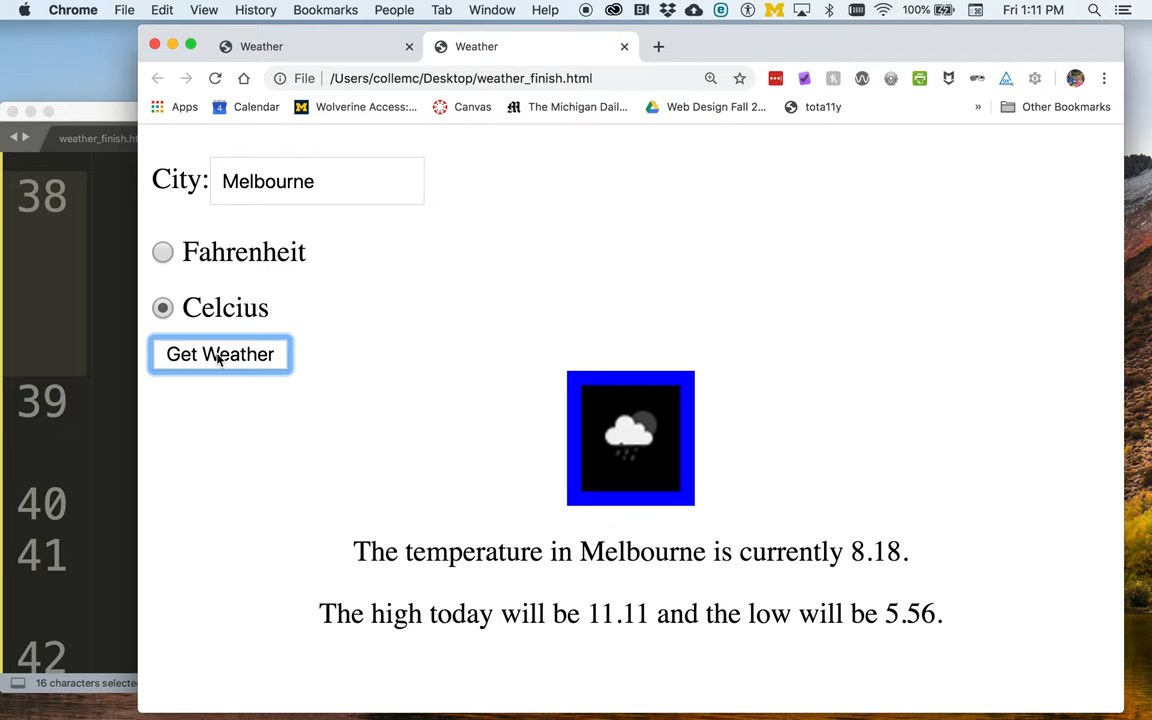 Chrome File Edit View History Bookmarks People Tab Window Help 100% Fri 1:11 PM
Weather Weather
File /Users/collemc/Desktop/weather_finish.html
Apps Calendar Wolverine Access:... Canvas The Michigan Dail... Web Design Fall 2... tota11y » Other Bookmarks
weather_finish.ht
38
39
40
41
42
16 characters selecte
City: Melbourne
Fahrenheit
Celcius
Get Weather
The temperature in Melbourne is currently 8.18.
The high today will be 11.11 and the low will be 5.56.